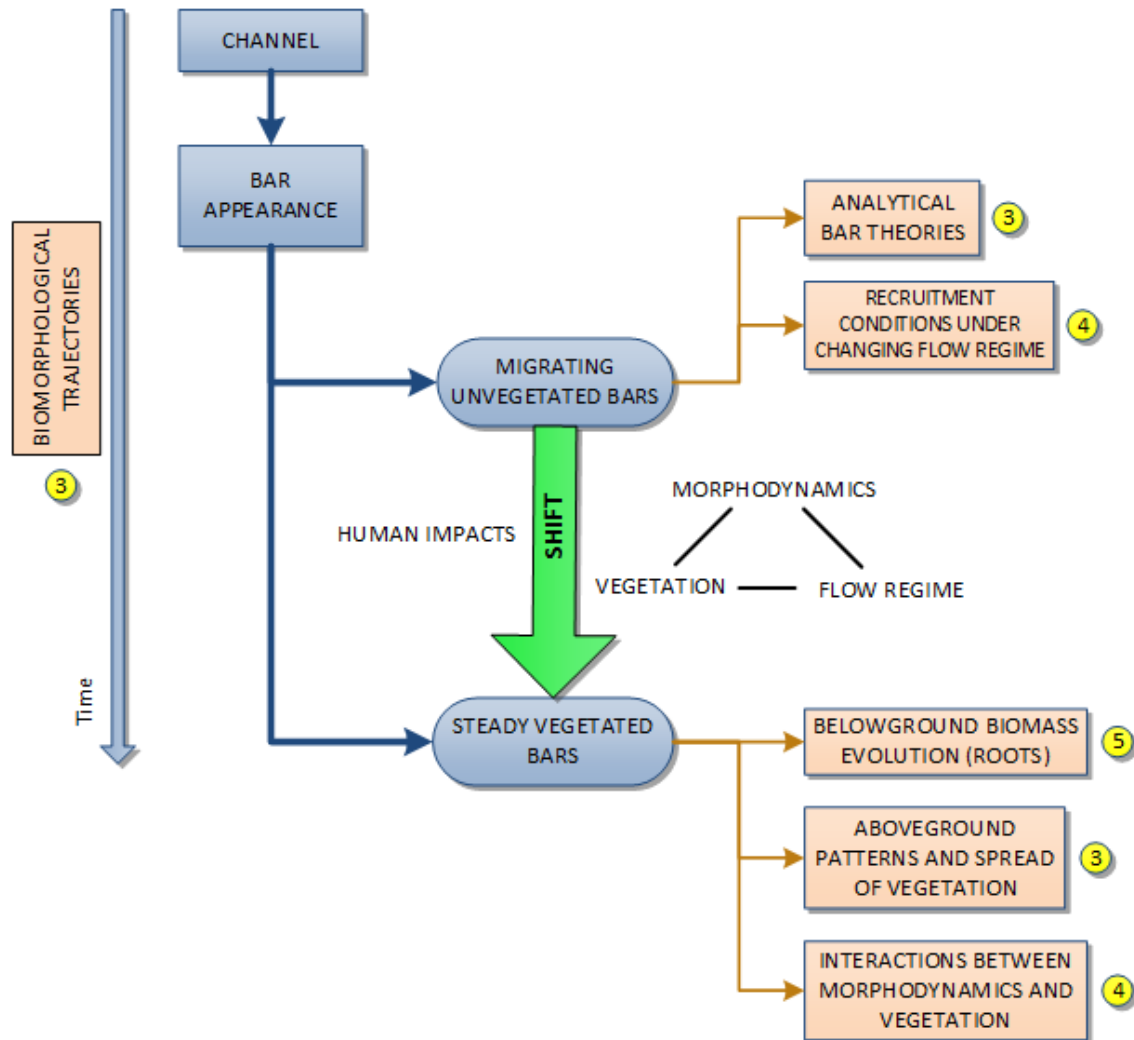 CHANNEL
BAR
APPEARANCE
BIOMORPHOLOGICAL
TRAJECTORIES
3
Time
MIGRATING
UNVEGETATED BARS
ANALYTICAL
BAR THEORIES
3
RECRUITMENT
CONDITIONS UNDER
CHANGING FLOW REGIME
4
HUMAN IMPACTS
SHIFT
MORPHODYNAMICS
VEGETATION
FLOW REGIME
STEADY VEGETATED
BARS
BELOWGROUND BIOMASS
EVOLUTION (ROOTS)
5
ABOVEGROUND
PATTERNS AND SPREAD
OF VEGETATION
3
INTERACTIONS BETWEEN
MORPHODYNAMICS AND
VEGETATION
4